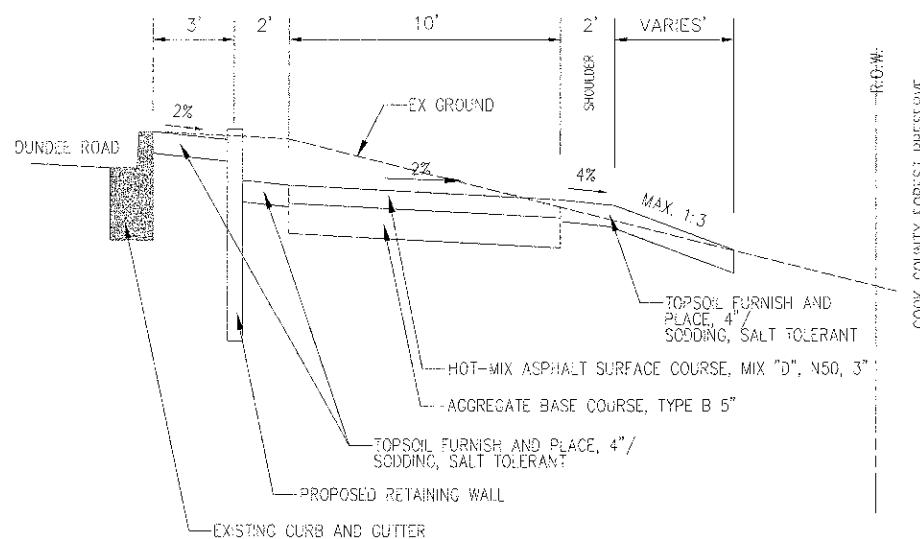 3' 2' 10' 2' VARIES'
SHOULDER
R.O.W.
COOK COUNTY FOREST PRESERVE
2%
EX GROUND
DUNDEE ROAD
2%
4%
MAX. 1:3
TOPSOIL FURNISH AND
PLACE, 4"/
SODDING, SALT TOLERANT
HOT-MIX ASPHALT SURFACE COURSE, MIX "D", N50, 3"
AGGREGATE BASE COURSE, TYPE B 5"
TOPSOIL FURNISH AND PLACE, 4"/
SODDING, SALT TOLERANT
PROPOSED RETAINING WALL
EXISTING CURB AND GUTTER